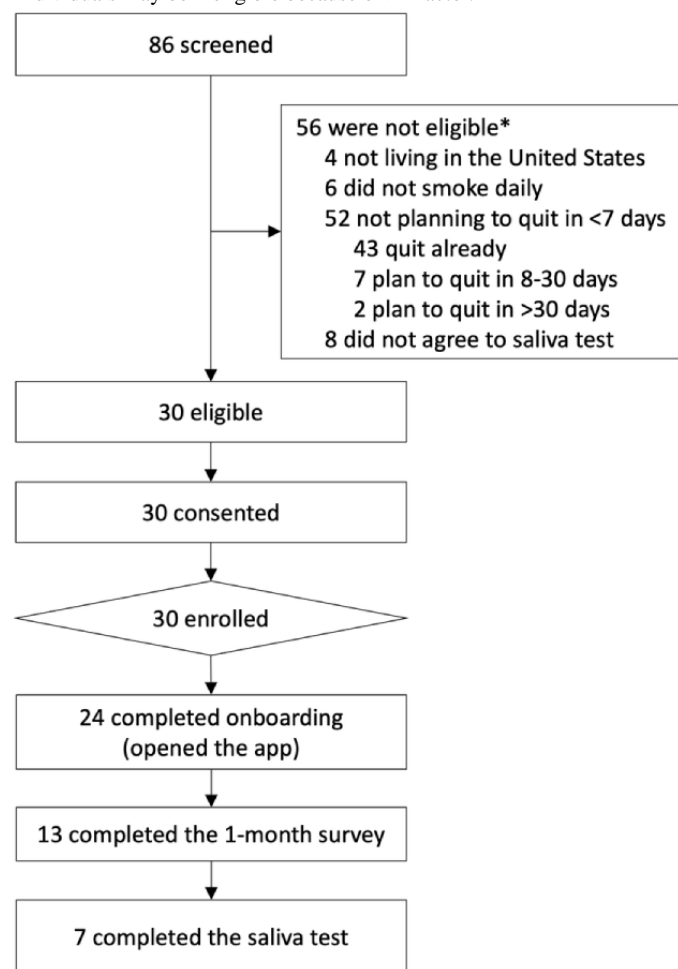 86 screened
56 were not eligible*
4 not living in the United States
6 did not smoke daily
52 not planning to quit in <7 days
43 quit already
7 plan to quit in 8-30 days
2 plan to quit in >30 days
8 did not agree to saliva test
30 eligible
30 consented
30 enrolled
24 completed onboarding
(opened the app)
13 completed the 1-month survey
7 completed the saliva test